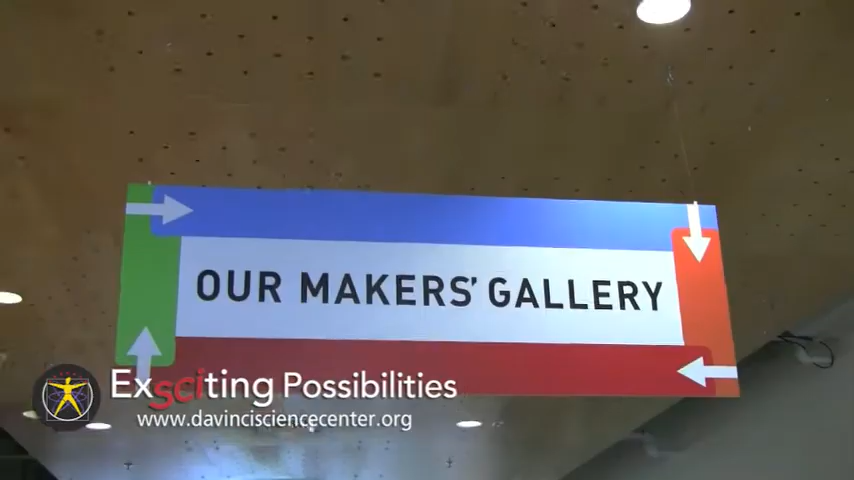 OUR MAKERS' GALLERY
Exsciting Possibilities
www.davincisciencecenter.org